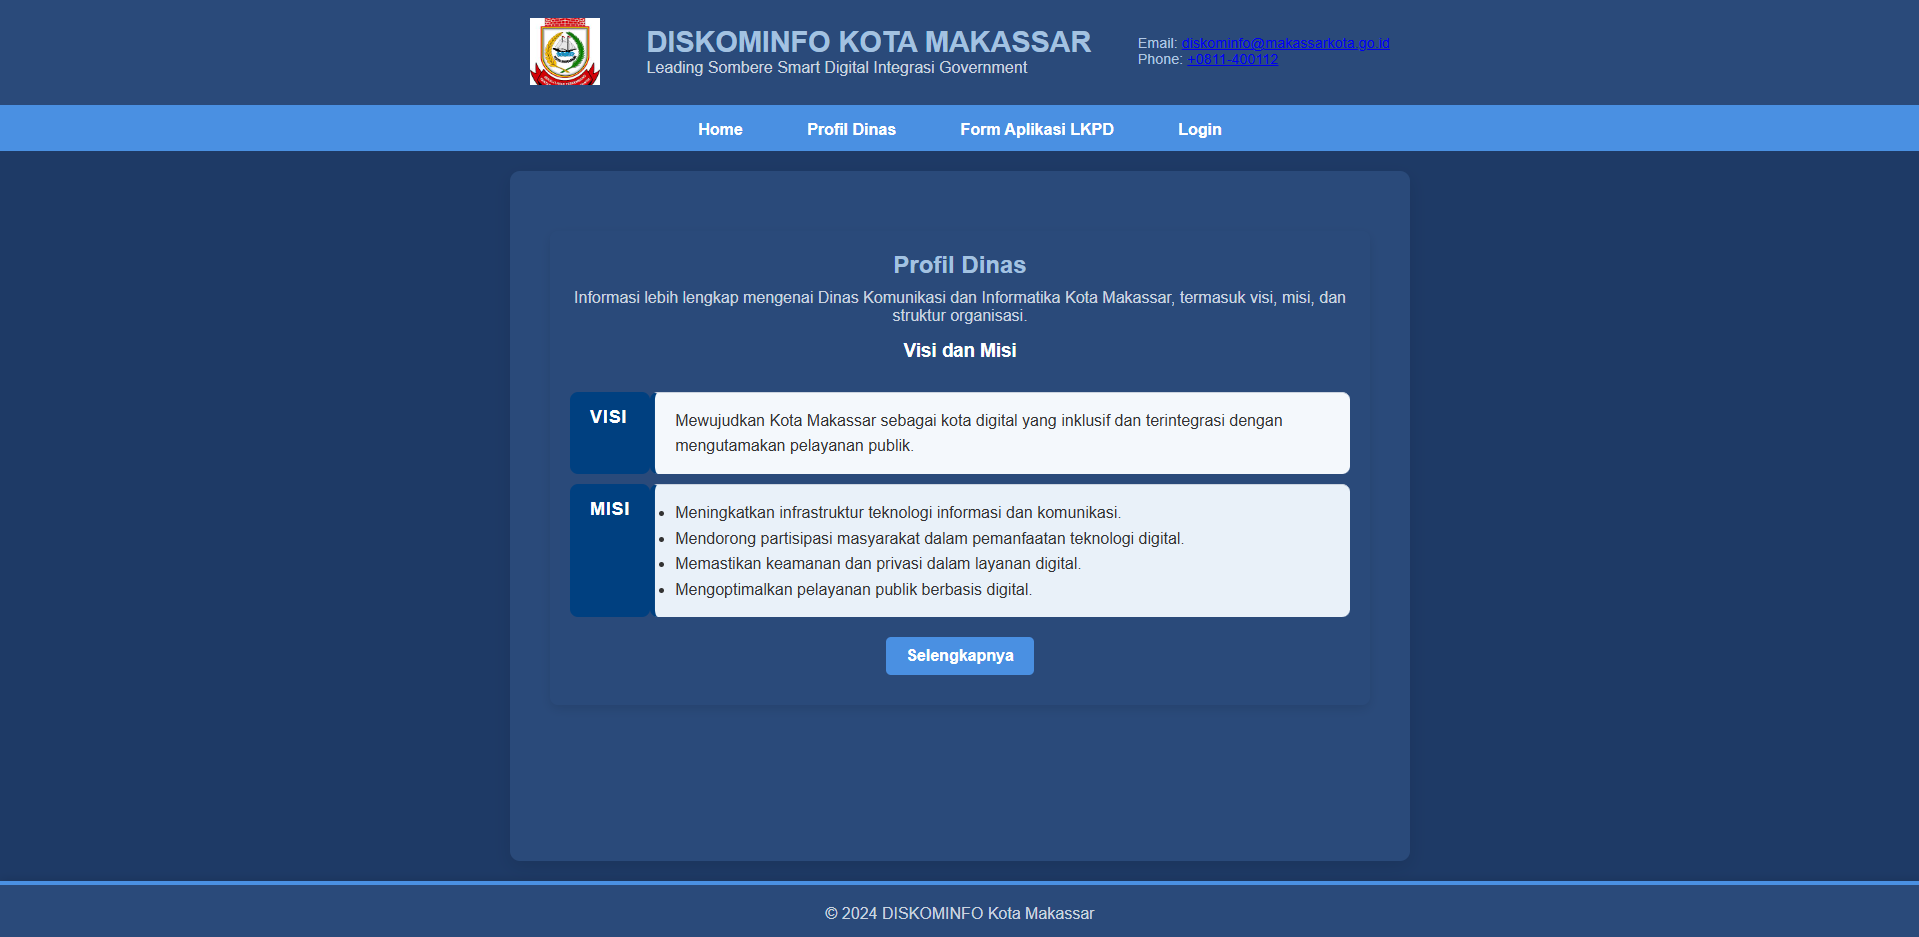 DISKOMINFO KOTA MAKASSAR
Leading Sombere Smart Digital Integrasi Government
Email: diskominfo@makassarkota.go.id
Phone: +0811-400112
Home Profil Dinas Form Aplikasi LKPD Login
Profil Dinas
Informasi lebih lengkap mengenai Dinas Komunikasi dan Informatika Kota Makassar, termasuk visi, misi, dan
struktur organisasi.
Visi dan Misi
VISI
Mewujudkan Kota Makassar sebagai kota digital yang inklusif dan terintegrasi dengan
mengutamakan pelayanan publik.
MISI
Meningkatkan infrastruktur teknologi informasi dan komunikasi.
Mendorong partisipasi masyarakat dalam pemanfaatan teknologi digital.
Memastikan keamanan dan privasi dalam layanan digital.
Mengoptimalkan pelayanan publik berbasis digital.
Selengkapnya
© 2024 DISKOMINFO Kota Makassar